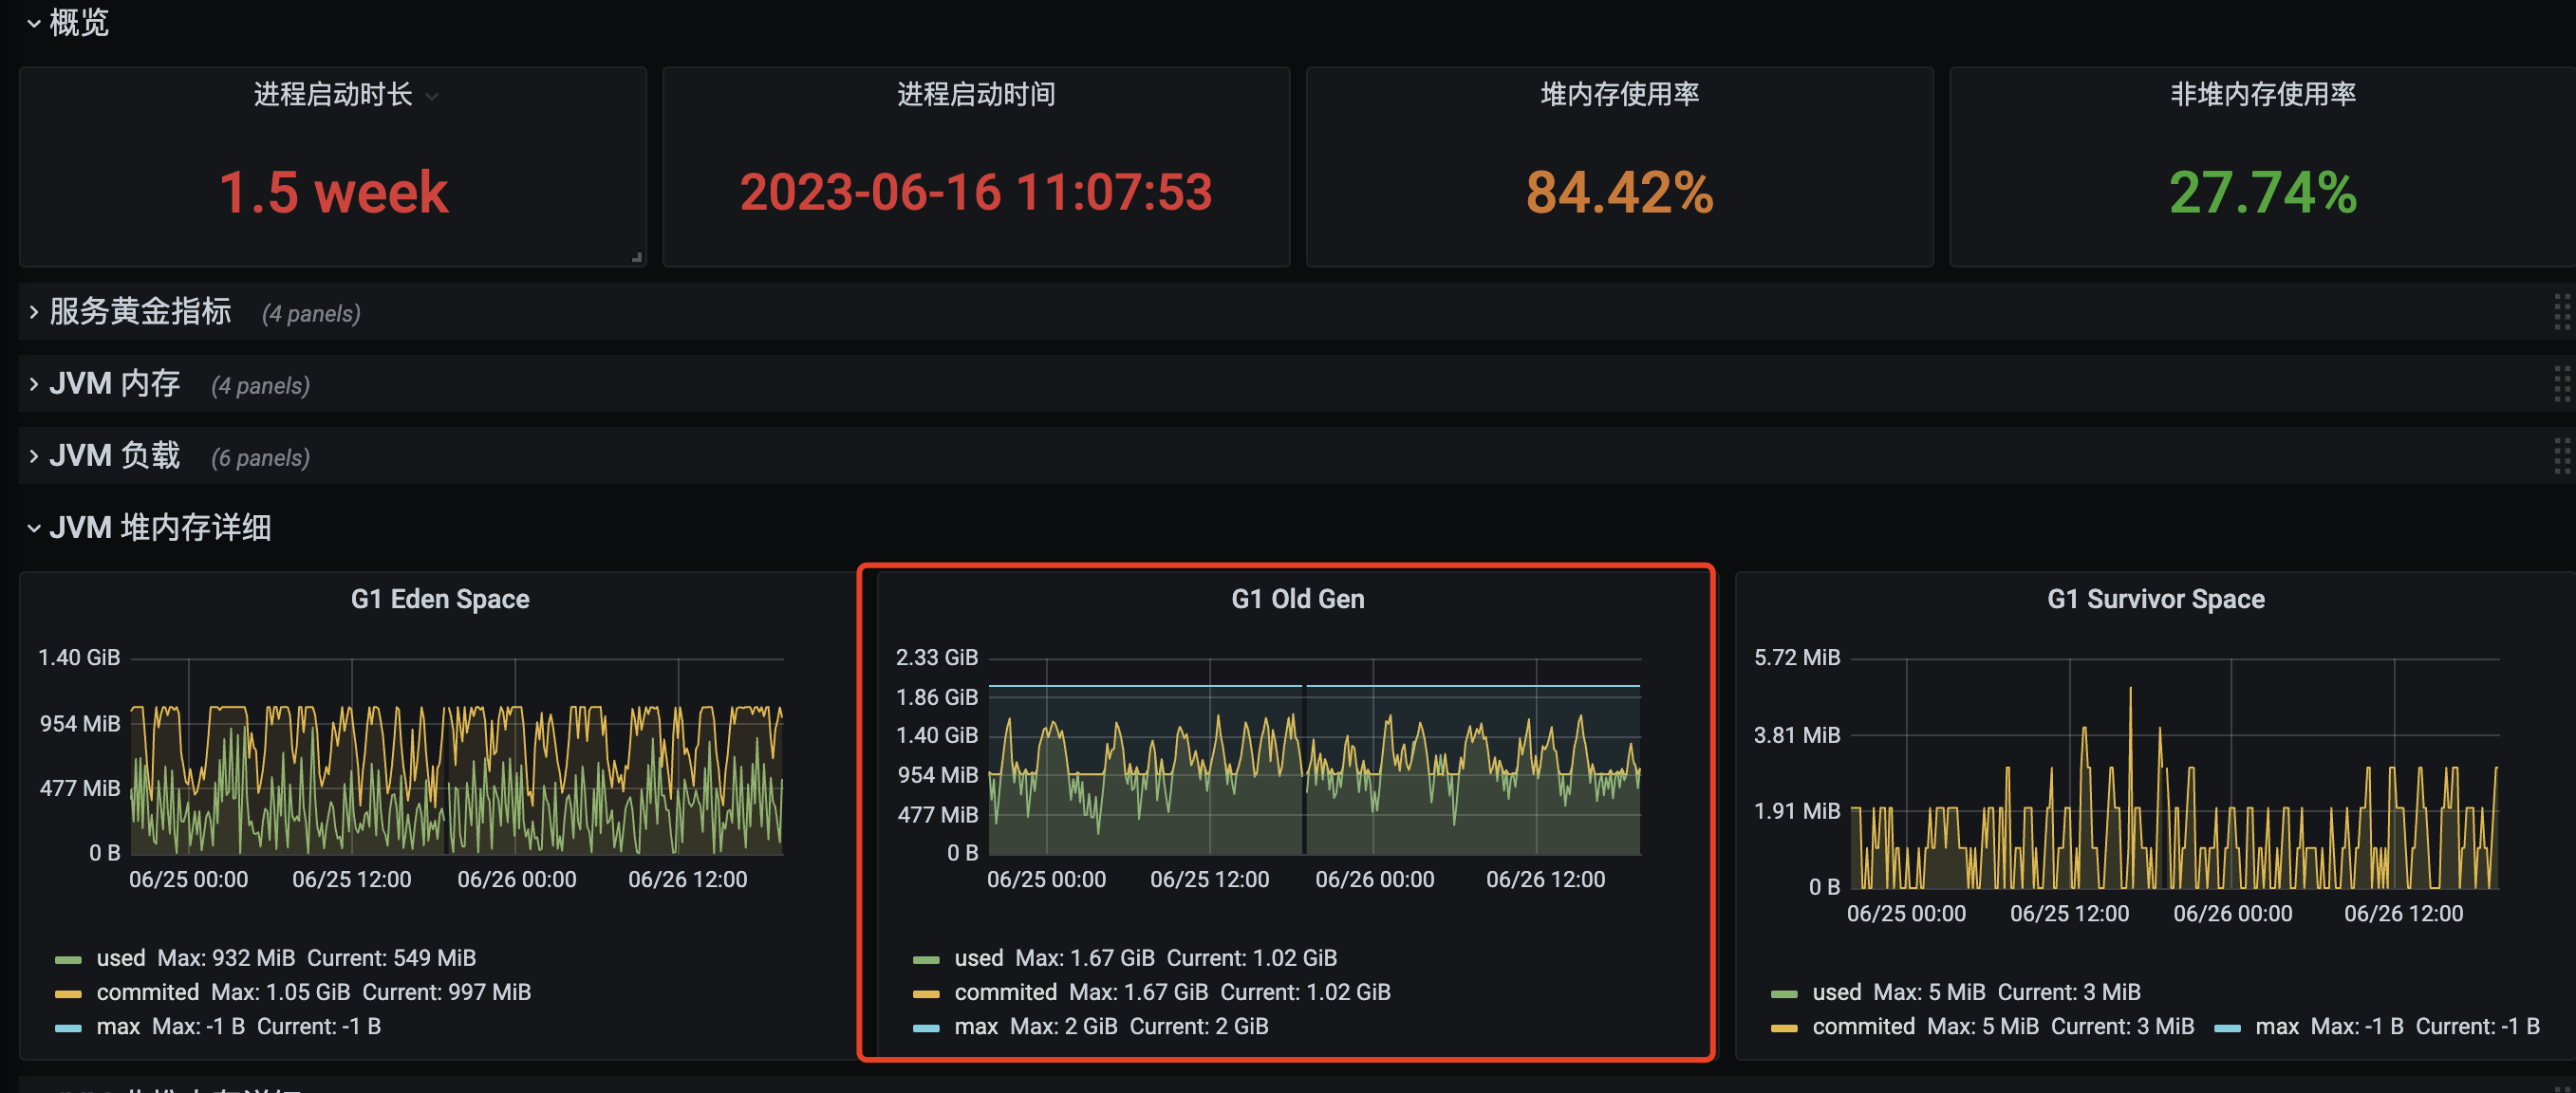 概览
进程启动时长
1.5 week
进程启动时间
2023-06-16 11:07:53
堆内存使用率
84.42%
非堆内存使用率
27.74%
服务黄金指标 (4 panels)
JVM 内存 (4 panels)
JVM 负载 (6 panels)
JVM 堆内存详细
G1 Eden Space
1.40 GiB
954 MiB
477 MiB
0 B
06/25 00:00 06/25 12:00 06/26 00:00 06/26 12:00
used Max: 932 MiB Current: 549 MiB
commited Max: 1.05 GiB Current: 997 MiB
max Max: -1 B Current: -1 B
G1 Old Gen
2.33 GiB
1.86 GiB
1.40 GiB
954 MiB
477 MiB
0 B
06/25 00:00 06/25 12:00 06/26 00:00 06/26 12:00
used Max: 1.67 GiB Current: 1.02 GiB
commited Max: 1.67 GiB Current: 1.02 GiB
max Max: 2 GiB Current: 2 GiB
G1 Survivor Space
5.72 MiB
3.81 MiB
1.91 MiB
0 B
06/25 00:00 06/25 12:00 06/26 00:00 06/26 12:00
used Max: 5 MiB Current: 3 MiB
commited Max: 5 MiB Current: 3 MiB max Max: -1 B Current: -1 B